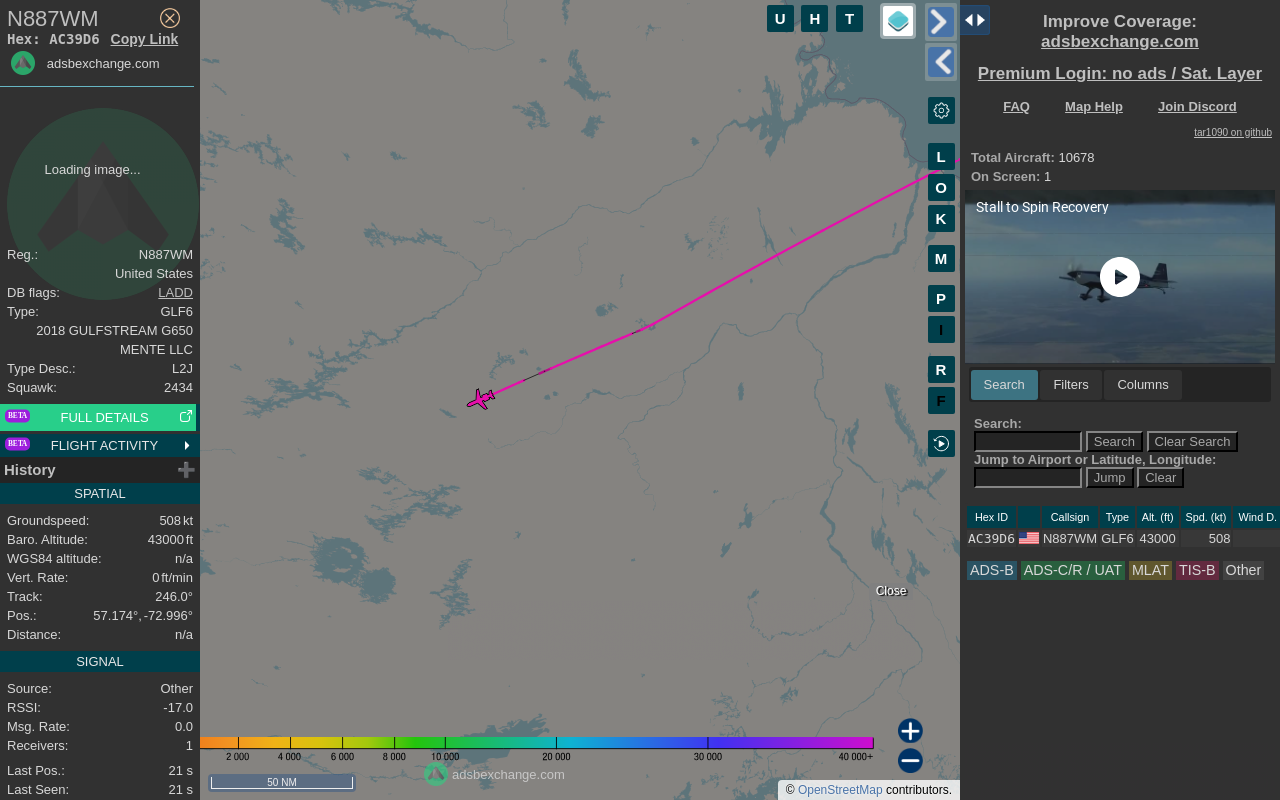 N887WM
Hex: AC39D6 Copy Link
adsbexchange.com
Loading image...
Reg.: N887WM
United States
DB flags: LADD
Type: GLF6
2018 GULFSTREAM G650
MENTE LLC
Type Desc.: L2J
Squawk: 2434
BETA FULL DETAILS
BETA FLIGHT ACTIVITY
History
SPATIAL
Groundspeed: 508 kt
Baro. Altitude: 43000 ft
WGS84 altitude: n/a
Vert. Rate: 0 ft/min
Track: 246.0°
Pos.: 57.174°, -72.996°
Distance: n/a
SIGNAL
Source: Other
RSSI: -17.0
Msg. Rate: 0.0
Receivers: 1
Last Pos.: 21 s
Last Seen: 21 s
U H T
L
O
K
M
P
I
R
F
Close
2 000 4 000 6 000 8 000 10 000 20 000 30 000 40 000+
50 NM
adsbexchange.com
© OpenStreetMap contributors.
Improve Coverage:
adsbexchange.com
Premium Login: no ads / Sat. Layer
FAQ Map Help Join Discord
tar1090 on github
Total Aircraft: 10678
On Screen: 1
Stall to Spin Recovery
Search Filters Columns
Search:
Search Clear Search
Jump to Airport or Latitude, Longitude:
Jump Clear
Hex ID Callsign Type Alt. (ft) Spd. (kt) Wind D.
AC39D6 N887WM GLF6 43000 508
ADS-B ADS-C/R / UAT MLAT TIS-B Other